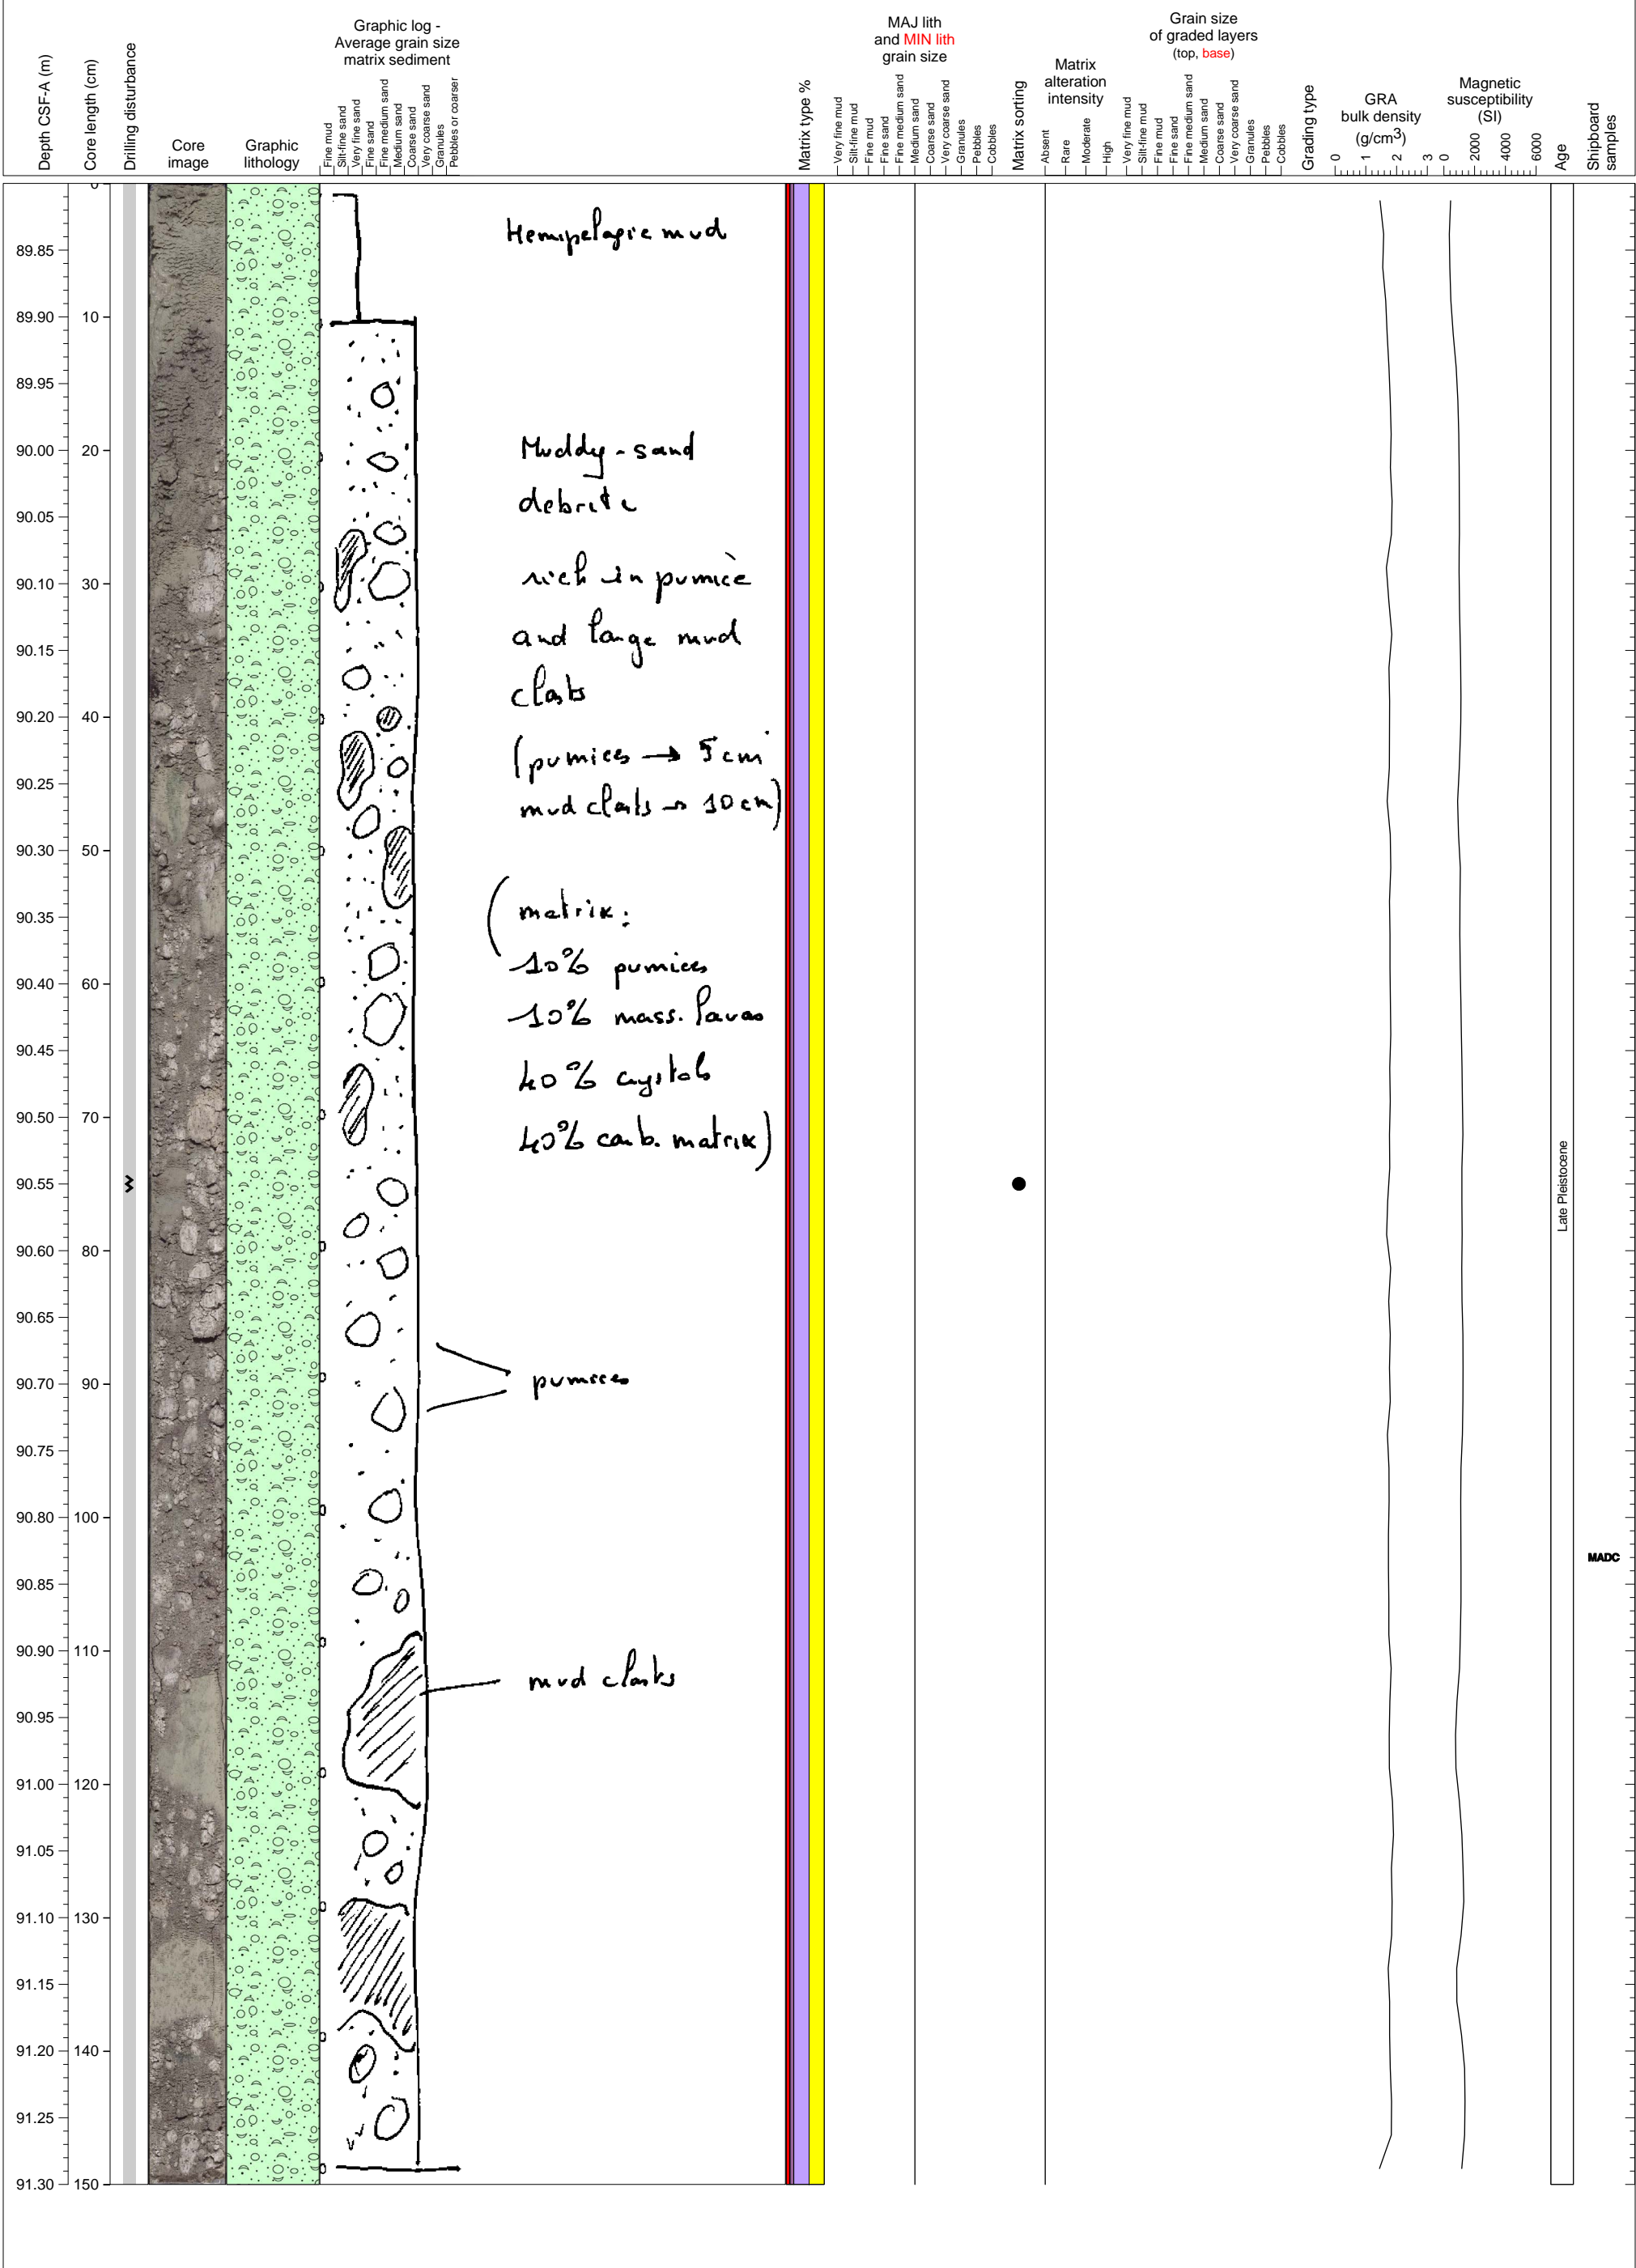 Depth CSF-A (m)
Core length (cm)
Drilling disturbance
Core
image
Graphic
lithology
Graphic log -
Average grain size
matrix sediment
Fine mud
Silt-fine sand
Very fine sand
Fine sand
Fine medium sand
Medium sand
Coarse sand
Very coarse sand
Granules
Pebbles or coarser
Matrix type %
MAJ lith
and MIN lith
grain size
Very fine mud
Silt-fine mud
Fine mud
Fine sand
Fine medium sand
Medium sand
Coarse sand
Very coarse sand
Granules
Pebbles
Cobbles
Matrix sorting
Matrix
alteration
intensity
Absent
Rare
Moderate
High
Grain size
of graded layers
(top, base)
Very fine mud
Silt-fine mud
Fine mud
Fine sand
Fine medium sand
Medium sand
Coarse sand
Very coarse sand
Granules
Pebbles
Cobbles
Grading type
GRA
bulk density
(g/cm3)
0 1 2 3
Magnetic
susceptibility
(SI)
0 2000 4000 6000
Age
Shipboard
samples
0
89.85
89.90 10
89.95
90.00 20
90.05
90.10 30
90.15
90.20 40
90.25
90.30 50
90.35
90.40 60
90.45
90.50 70
90.55
90.60 80
90.65
90.70 90
90.75
90.80 100
90.85
90.90 110
90.95
91.00 120
91.05
91.10 130
91.15
91.20 140
91.25
91.30 150
Hemipelagic mud
Muddy-sand
debrite
rich in pumice
and large mud
clasts
(pumices → 5 cm
mud clasts → 10 cm)
(matrix:
10% pumices
10% mass. lavas
40% crystals
40% carb. matrix)
pumices
mud clasts
Late Pleistocene
MADC